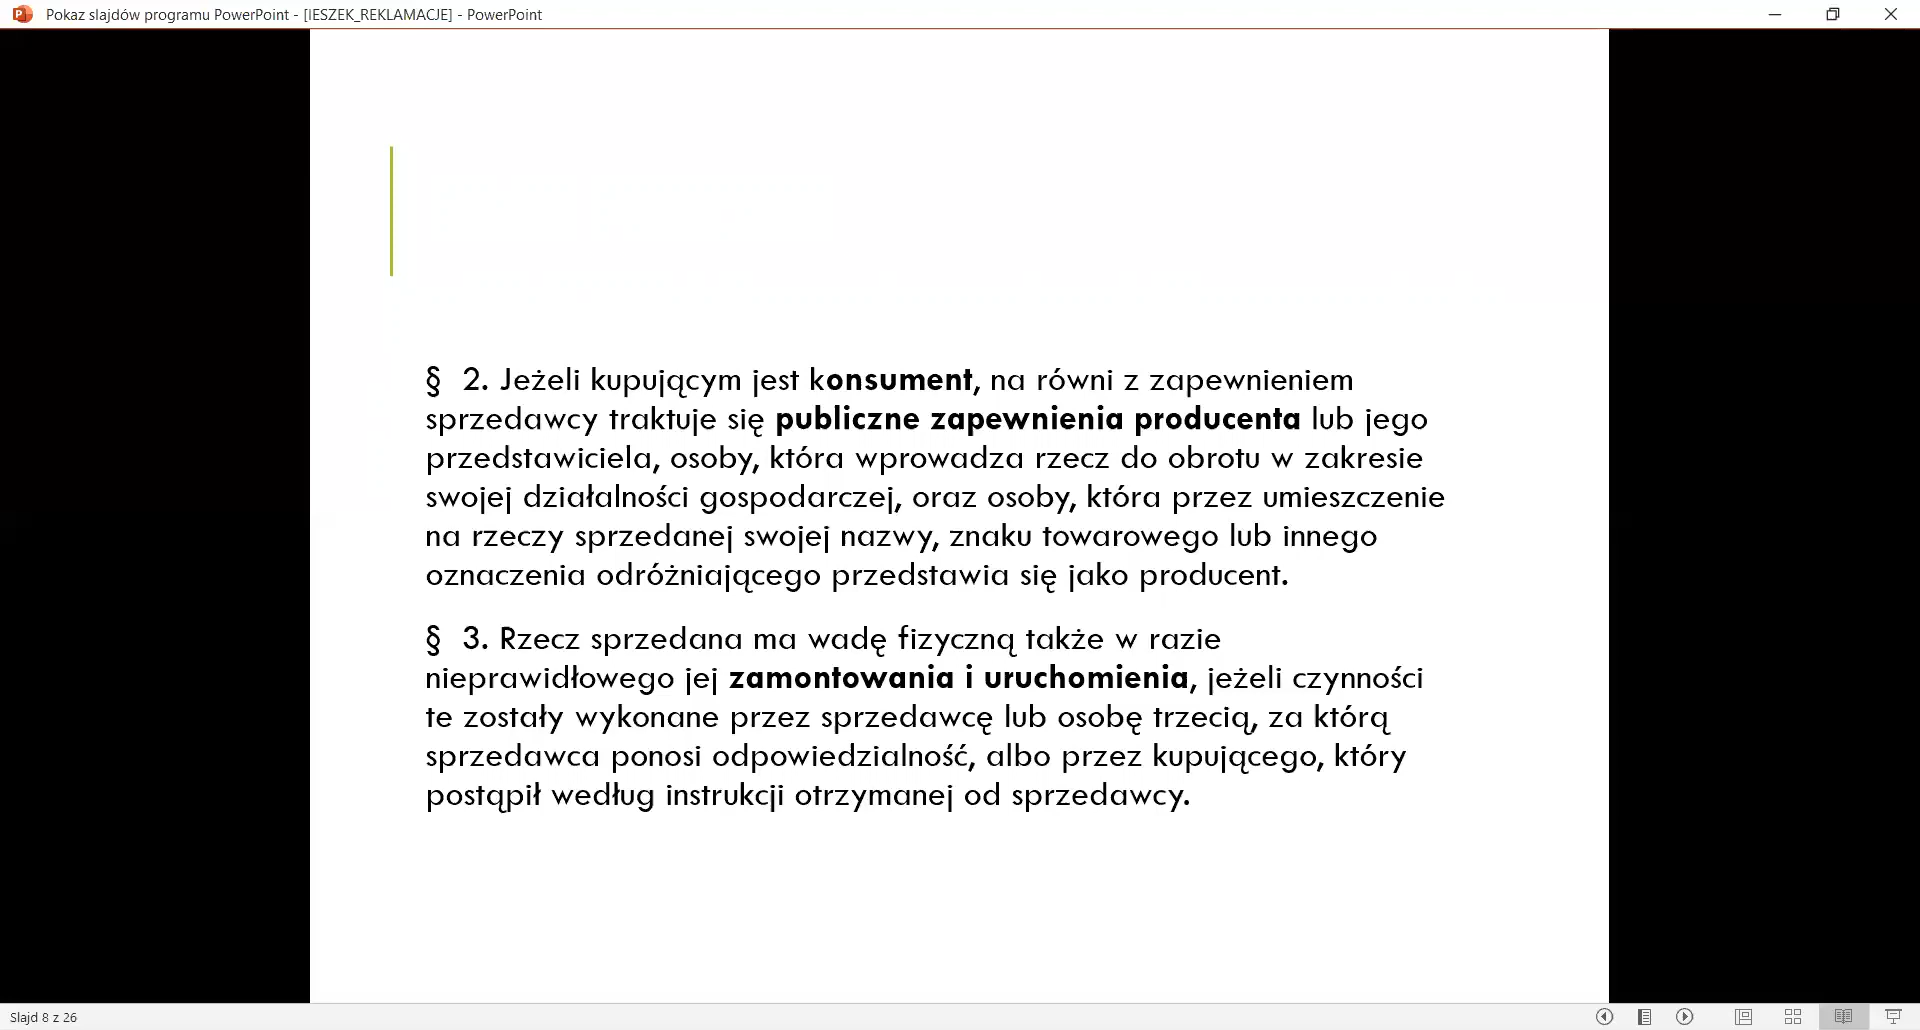 Pokaz slajdów programu PowerPoint - [IESZEK_REKLAMACJE] - PowerPoint
§ 2. Jeżeli kupującym jest konsument, na równi z zapewnieniem
sprzedawcy traktuje się publiczne zapewnienia producenta lub jego
przedstawiciela, osoby, która wprowadza rzecz do obrotu w zakresie
swojej działalności gospodarczej, oraz osoby, która przez umieszczenie
na rzeczy sprzedanej swojej nazwy, znaku towarowego lub innego
oznaczenia odróżniającego przedstawia się jako producent.
§ 3. Rzecz sprzedana ma wadę fizyczną także w razie
nieprawidłowego jej zamontowania i uruchomienia, jeżeli czynności
te zostały wykonane przez sprzedawcę lub osobę trzecią, za którą
sprzedawca ponosi odpowiedzialność, albo przez kupującego, który
postąpił według instrukcji otrzymanej od sprzedawcy.
Slajd 8 z 26